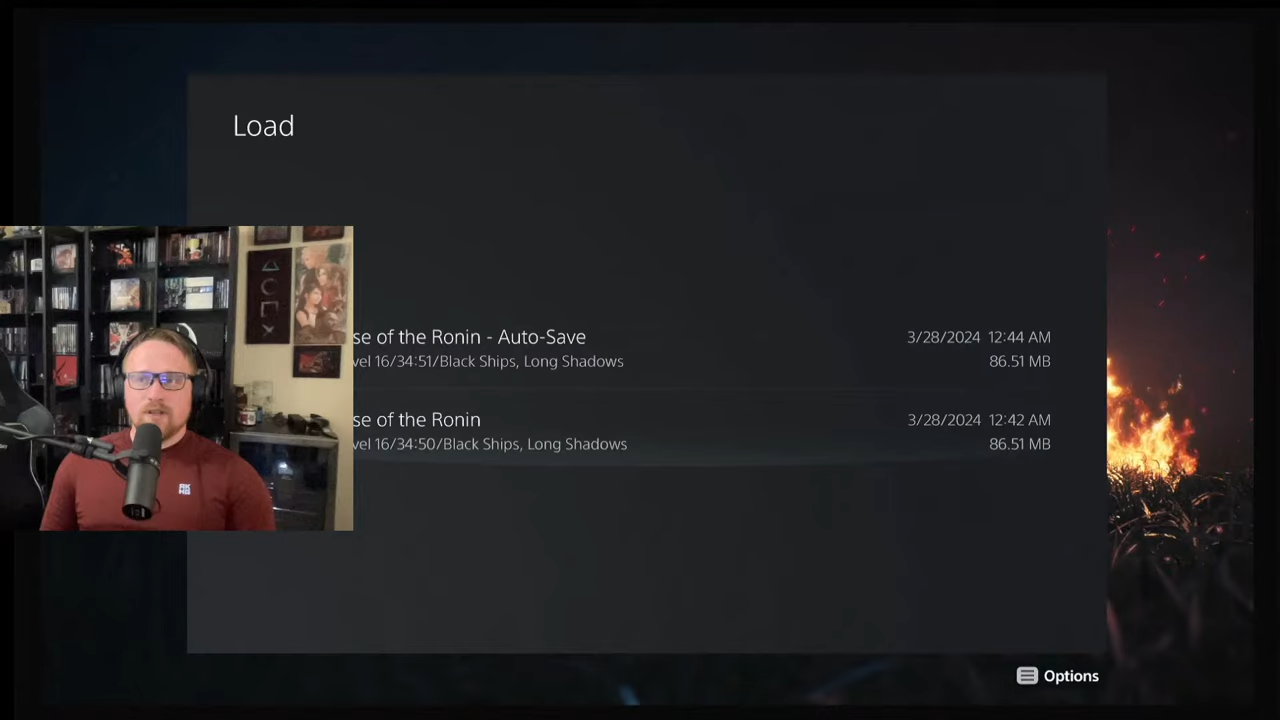 Load
se of the Ronin - Auto-Save
3/28/2024 12:44 AM
vel 16/34:51/Black Ships, Long Shadows
86.51 MB
se of the Ronin
3/28/2024 12:42 AM
vel 16/34:50/Black Ships, Long Shadows
86.51 MB
Options